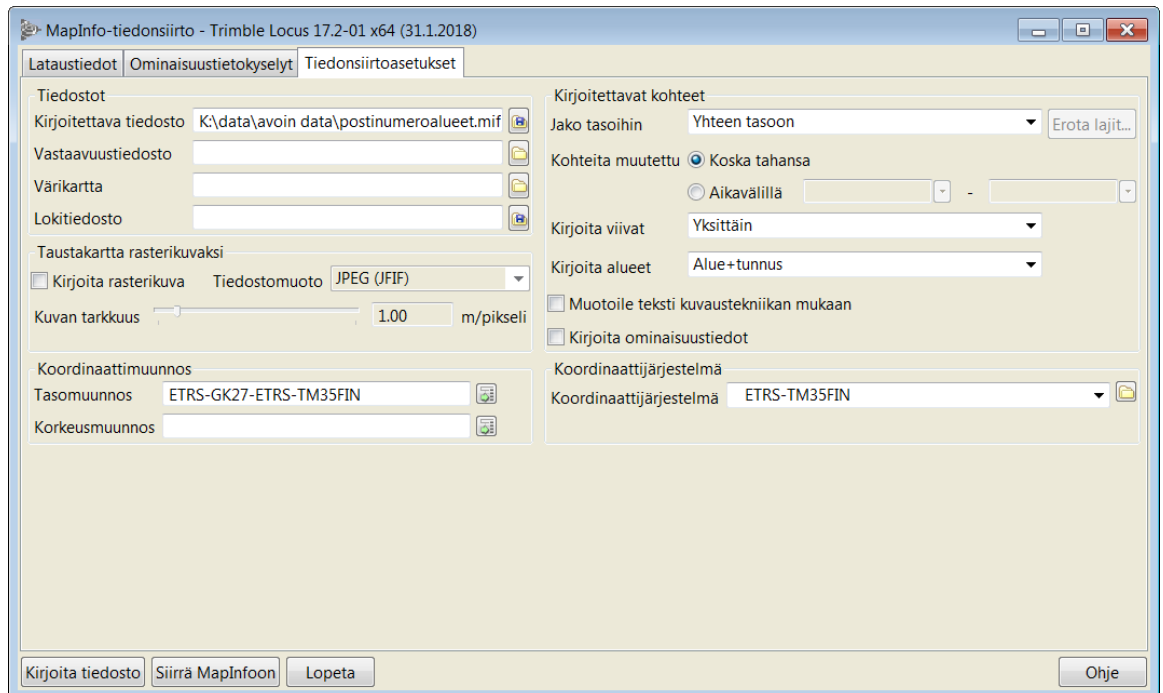 MapInfo-tiedonsiirto - Trimble Locus 17.2-01 x64 (31.1.2018)
Lataustiedot Ominaisuustietokyselyt Tiedonsiirtoasetukset
Tiedostot
Kirjoitettava tiedosto K:\data\avoin data\postinumeroalueet.mif
Vastaavuustiedosto
Värikartta
Lokitiedosto
Taustakartta rasterikuvaksi
Kirjoita rasterikuva Tiedostomuoto JPEG (JFIF)
Kuvan tarkkuus 1.00 m/pikseli
Koordinaattimuunnos
Tasomuunnos ETRS-GK27-ETRS-TM35FIN
Korkeusmuunnos
Kirjoitettavat kohteet
Jako tasoihin Yhteen tasoon Erota lajit...
Kohteita muutettu Koska tahansa
Aikavälillä -
Kirjoita viivat Yksittäin
Kirjoita alueet Alue+tunnus
Muotoile teksti kuvaustekniikan mukaan
Kirjoita ominaisuustiedot
Koordinaattijärjestelmä
Koordinaattijärjestelmä ETRS-TM35FIN
Kirjoita tiedosto Siirrä MapInfoon Lopeta Ohje